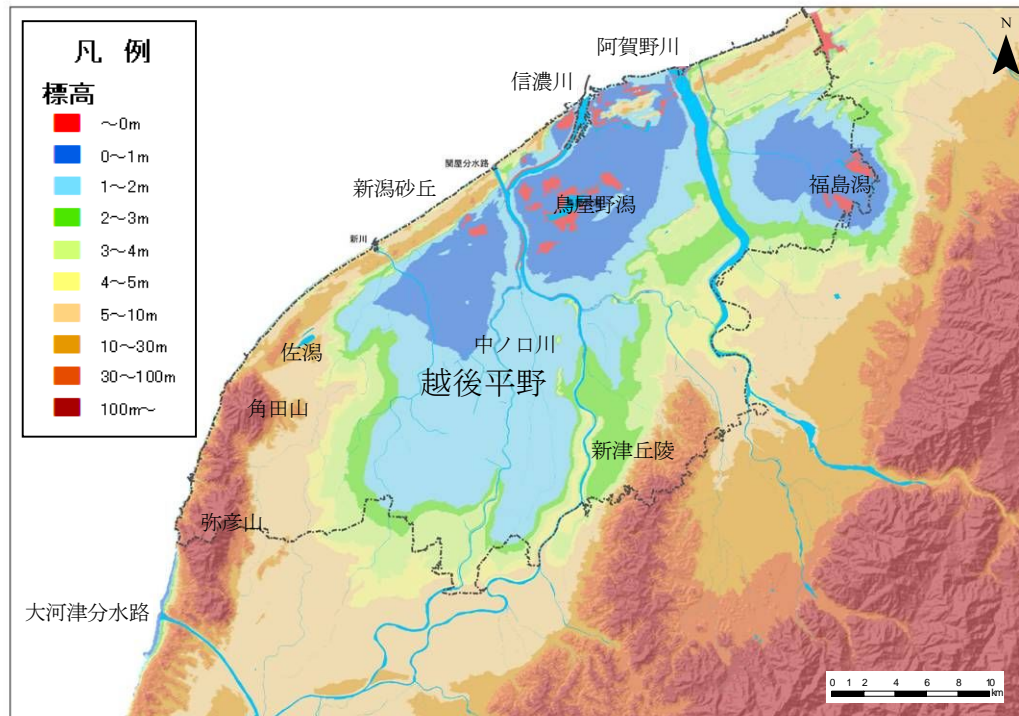 凡 例
標高
～0m
0～1m
1～2m
2～3m
3～4m
4～5m
5～10m
10～30m
30～100m
100m～
N
阿賀野川
信濃川
関屋分水路
新潟砂丘
福島潟
鳥屋野潟
新川
佐潟
中ノ口川
越後平野
角田山
新津丘陵
弥彦山
大河津分水路
0 1 2 4 6 8 10
km